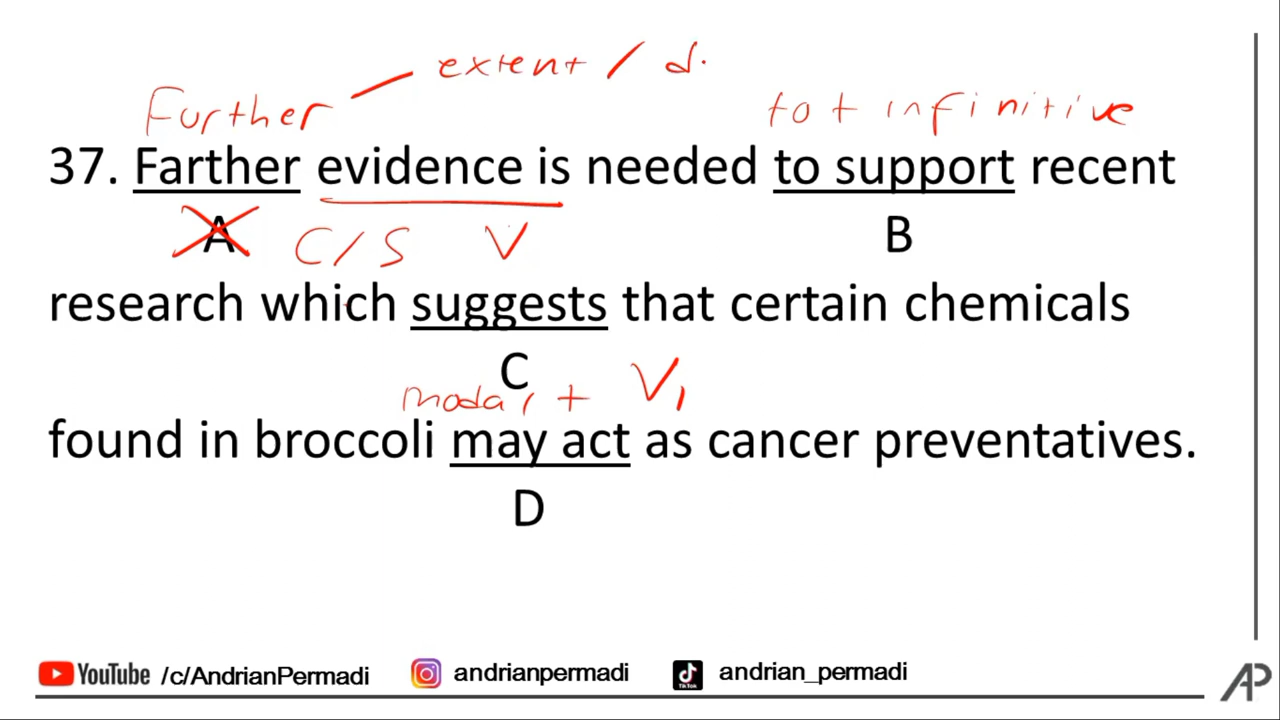 extent / d.
Further
to + infinitive
37. Farther evidence is needed to support recent
A C/S V B
research which suggests that certain chemicals
C
modal + V1
found in broccoli may act as cancer preventatives.
D
YouTube /c/AndrianPermadi andrianpermadi TikTok andrian_permadi
AP